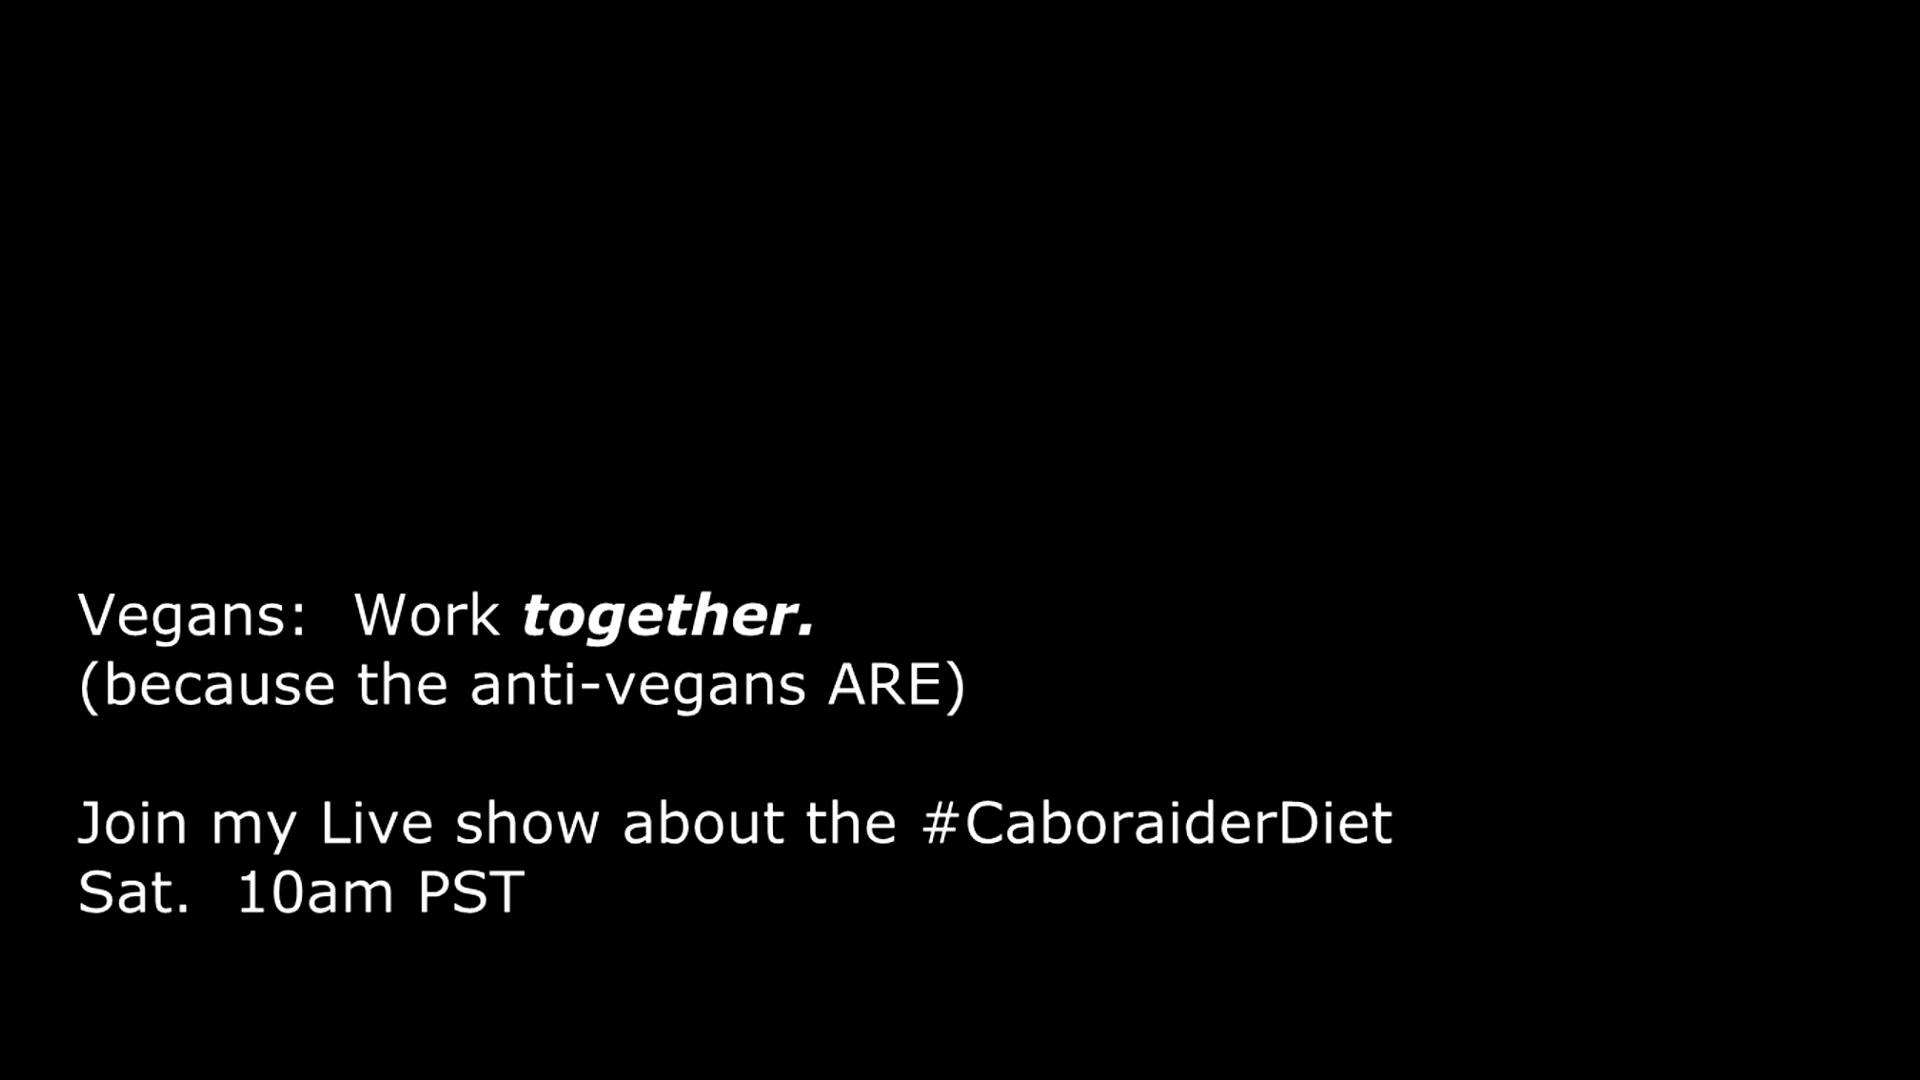 Vegans:  Work together.
(because the anti-vegans ARE)
Join my Live show about the #CaboraiderDiet
Sat.  10am PST